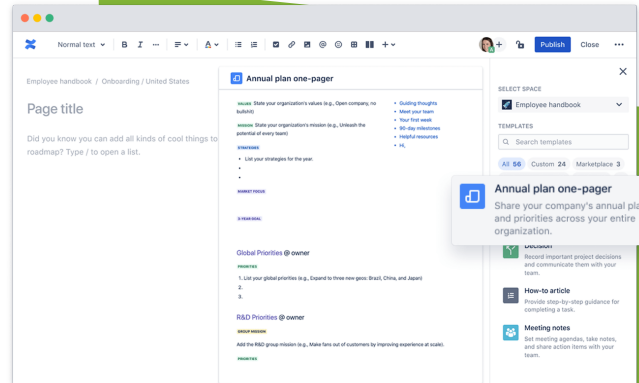 Normal text
B I
A
Publish
Close
Employee handbook / Onboarding / United States
Page title
Did you know you can add all kinds of cool things to
roadmap? Type / to open a list.
Annual plan one-pager
VALUES State your organization's values (e.g., Open company, no
bullshit)
MISSION State your organization's mission (e.g., Unleash the
potential of every team)
STRATEGIES
• List your strategies for the year.
•
•
MARKET FOCUS
3-YEAR GOAL
• Guiding thoughts
• Meet your team
• Your first week
• 90-day milestones
• Helpful resources
• Hi,
Global Priorities @ owner
PRIORITIES
1. List your global priorities (e.g., Expand to three new geos: Brazil, China, and Japan)
2.
3.
R&D Priorities @ owner
GROUP MISSION
Add the R&D group mission (e.g., Make fans out of customers by improving experience at scale).
PRIORITIES
SELECT SPACE
Employee handbook
TEMPLATES
Search templates
All 56
Custom 24
Marketplace 3
Annual plan one-pager
Share your company's annual pla
and priorities across your entire
organization.
Decision
Record important project decisions
and communicate them with your
team.
How-to article
Provide step-by-step guidance for
completing a task.
Meeting notes
Set meeting agendas, take notes,
and share action items with your
team.